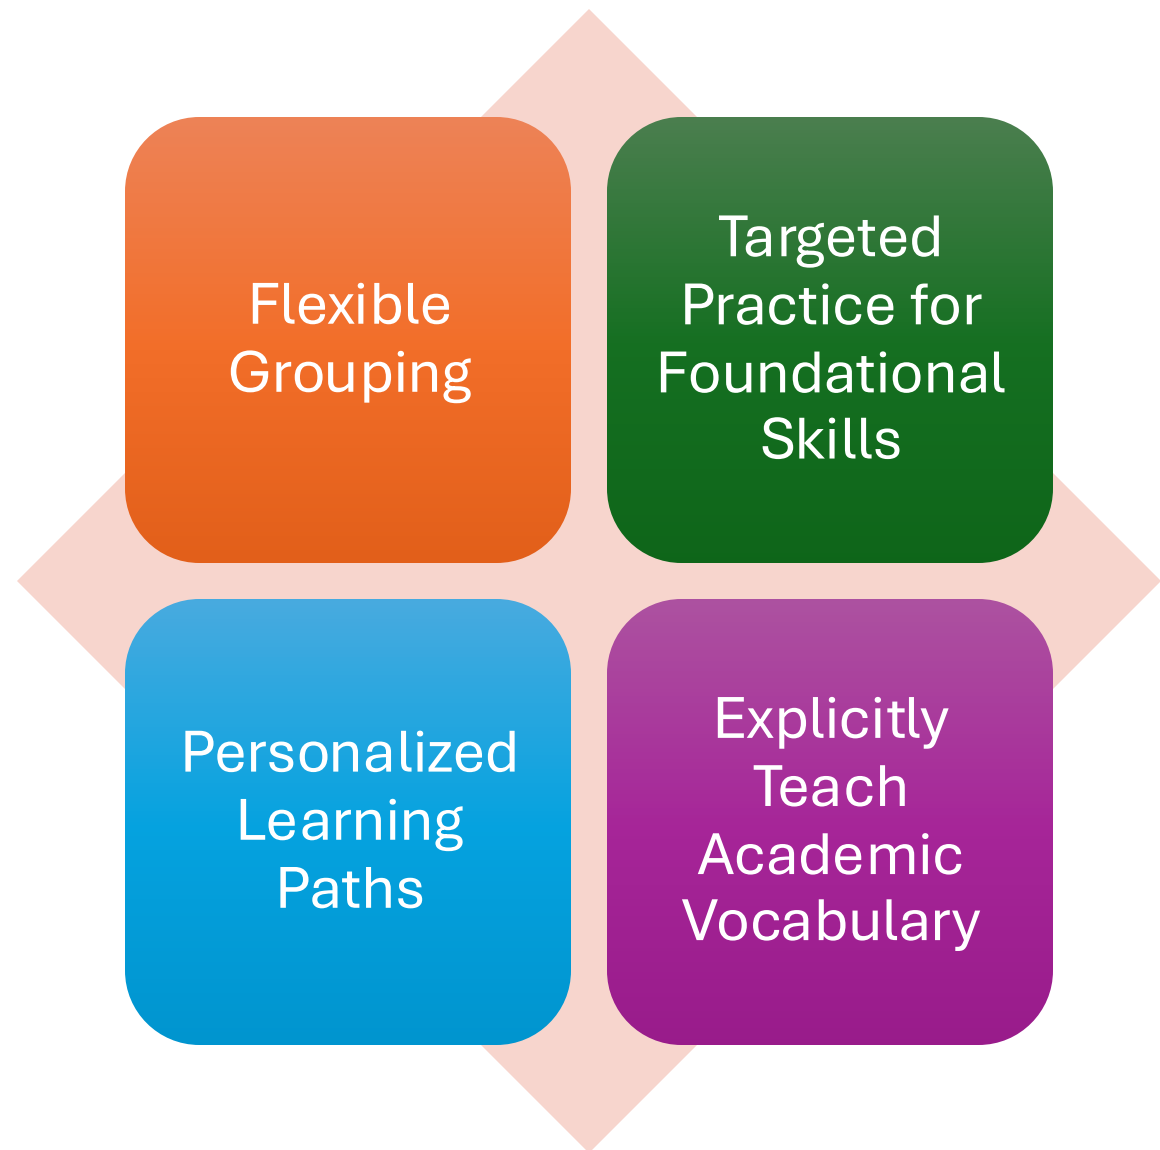 Flexible
Grouping
Targeted
Practice for
Foundational
Skills
Personalized
Learning
Paths
Explicitly
Teach
Academic
Vocabulary